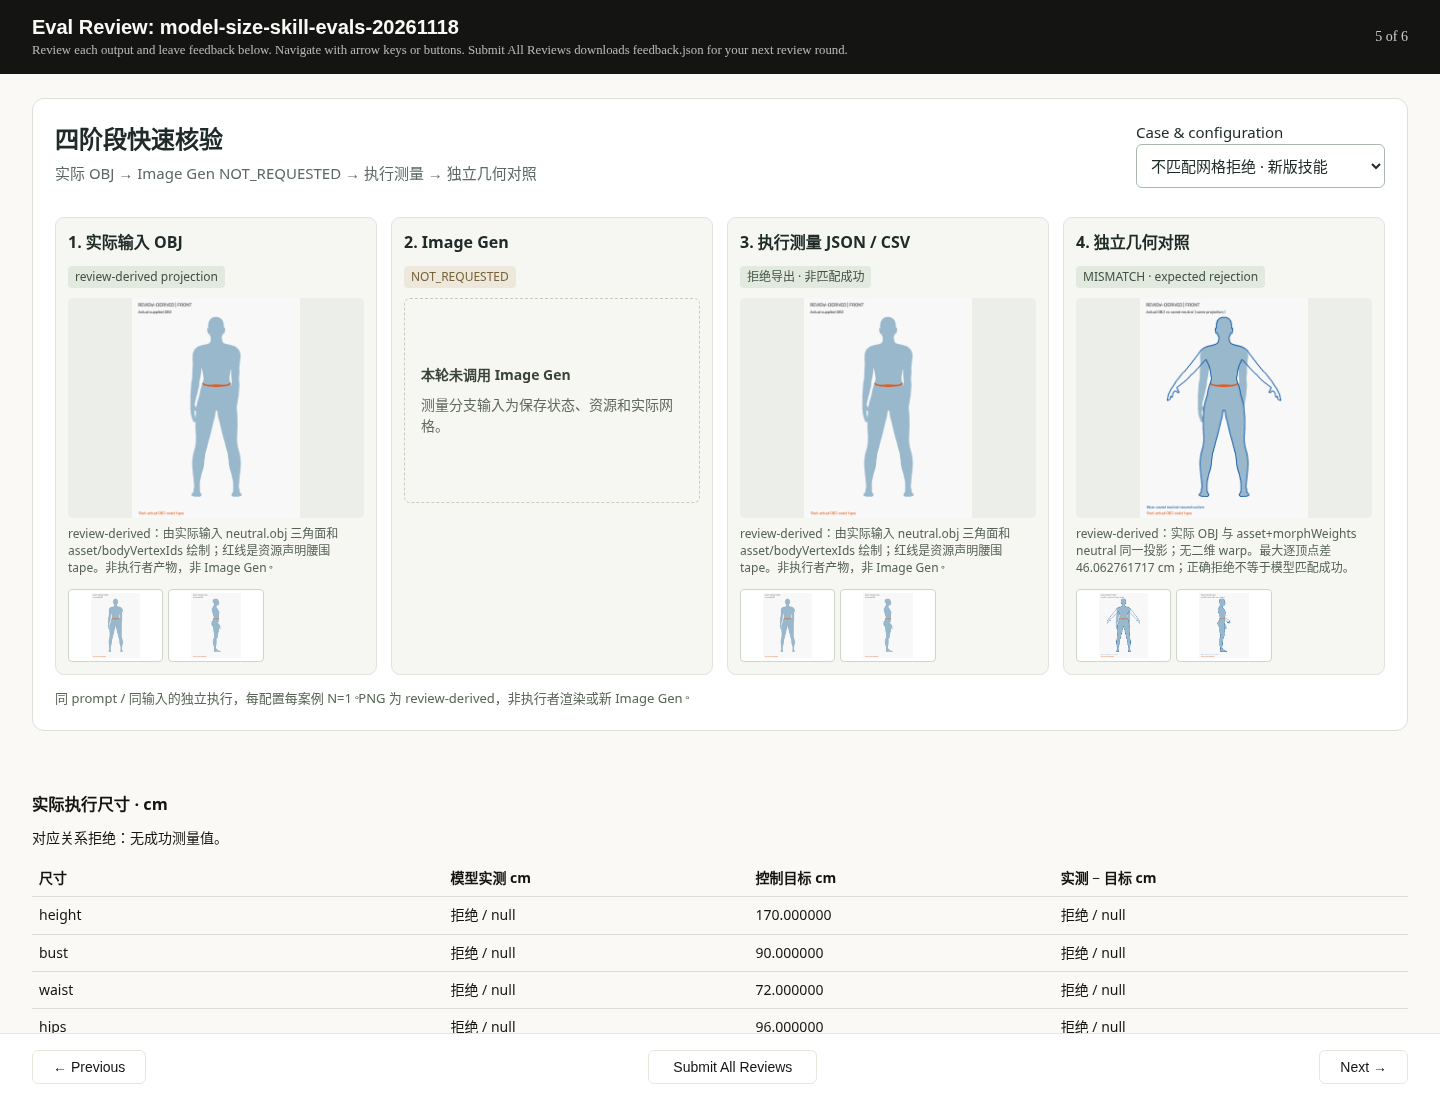 Eval Review: model-size-skill-evals-20261118
Review each output and leave feedback below. Navigate with arrow keys or buttons. Submit All Reviews downloads feedback.json for your next review round.
5 of 6
四阶段快速核验
实际 OBJ → Image Gen NOT_REQUESTED → 执行测量 → 独立几何对照
Case & configuration
不匹配网格拒绝 · 新版技能
1. 实际输入 OBJ
review-derived projection
REVIEW-DERIVED | FRONT
Actual supplied OBJ
review-derived：由实际输入 neutral.obj 三角面和
asset/bodyVertexIds 绘制；红线是资源声明腰围
tape。非执行者产物，非 Image Gen。
2. Image Gen
NOT_REQUESTED
本轮未调用 Image Gen
测量分支输入为保存状态、资源和实际网
格。
3. 执行测量 JSON / CSV
拒绝导出 · 非匹配成功
REVIEW-DERIVED | FRONT
Actual supplied OBJ
review-derived：由实际输入 neutral.obj 三角面和
asset/bodyVertexIds 绘制；红线是资源声明腰围
tape。非执行者产物，非 Image Gen。
4. 独立几何对照
MISMATCH · expected rejection
REVIEW-DERIVED | FRONT
review-derived：实际 OBJ 与 asset+morphWeights
neutral 同一投影；无二维 warp。最大逐顶点差
46.062761717 cm；正确拒绝不等于模型匹配成功。
同 prompt / 同输入的独立执行，每配置每案例 N=1。PNG 为 review-derived，非执行者渲染或新 Image Gen。
实际执行尺寸 · cm
对应关系拒绝：无成功测量值。
尺寸 模型实测 cm 控制目标 cm 实测 − 目标 cm
height 拒绝 / null 170.000000 拒绝 / null
bust 拒绝 / null 90.000000 拒绝 / null
waist 拒绝 / null 72.000000 拒绝 / null
hips 拒绝 / null 96.000000 拒绝 / null
← Previous
Submit All Reviews
Next →